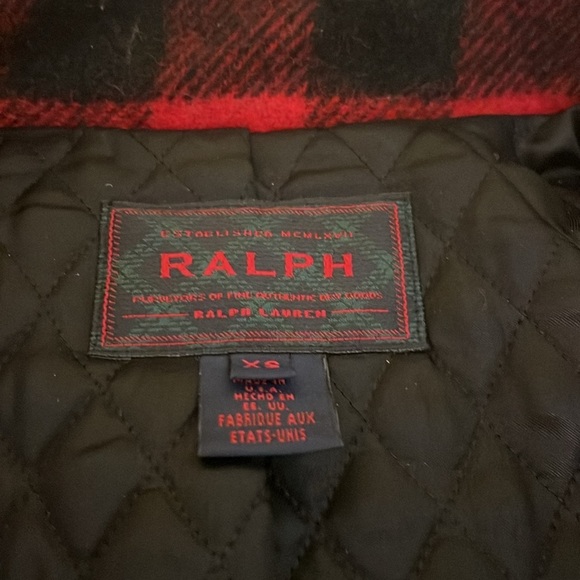 ESTABLISHED MCMLXVII
RALPH
PURVEYORS OF FINE AUTHENTIC DRY GOODS
RALPH LAUREN
XS
MADE IN
U.S.A.
HECHO EN
EE. UU.
FABRIQUE AUX
ETATS-UNIS